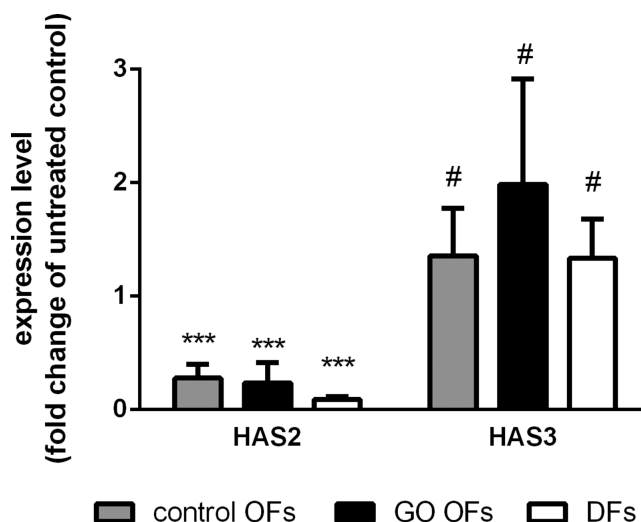 expression level
(fold change of untreated control)
3
2
1
0
***
***
***
#
#
#
HAS2
HAS3
control OFs
GO OFs
DFs